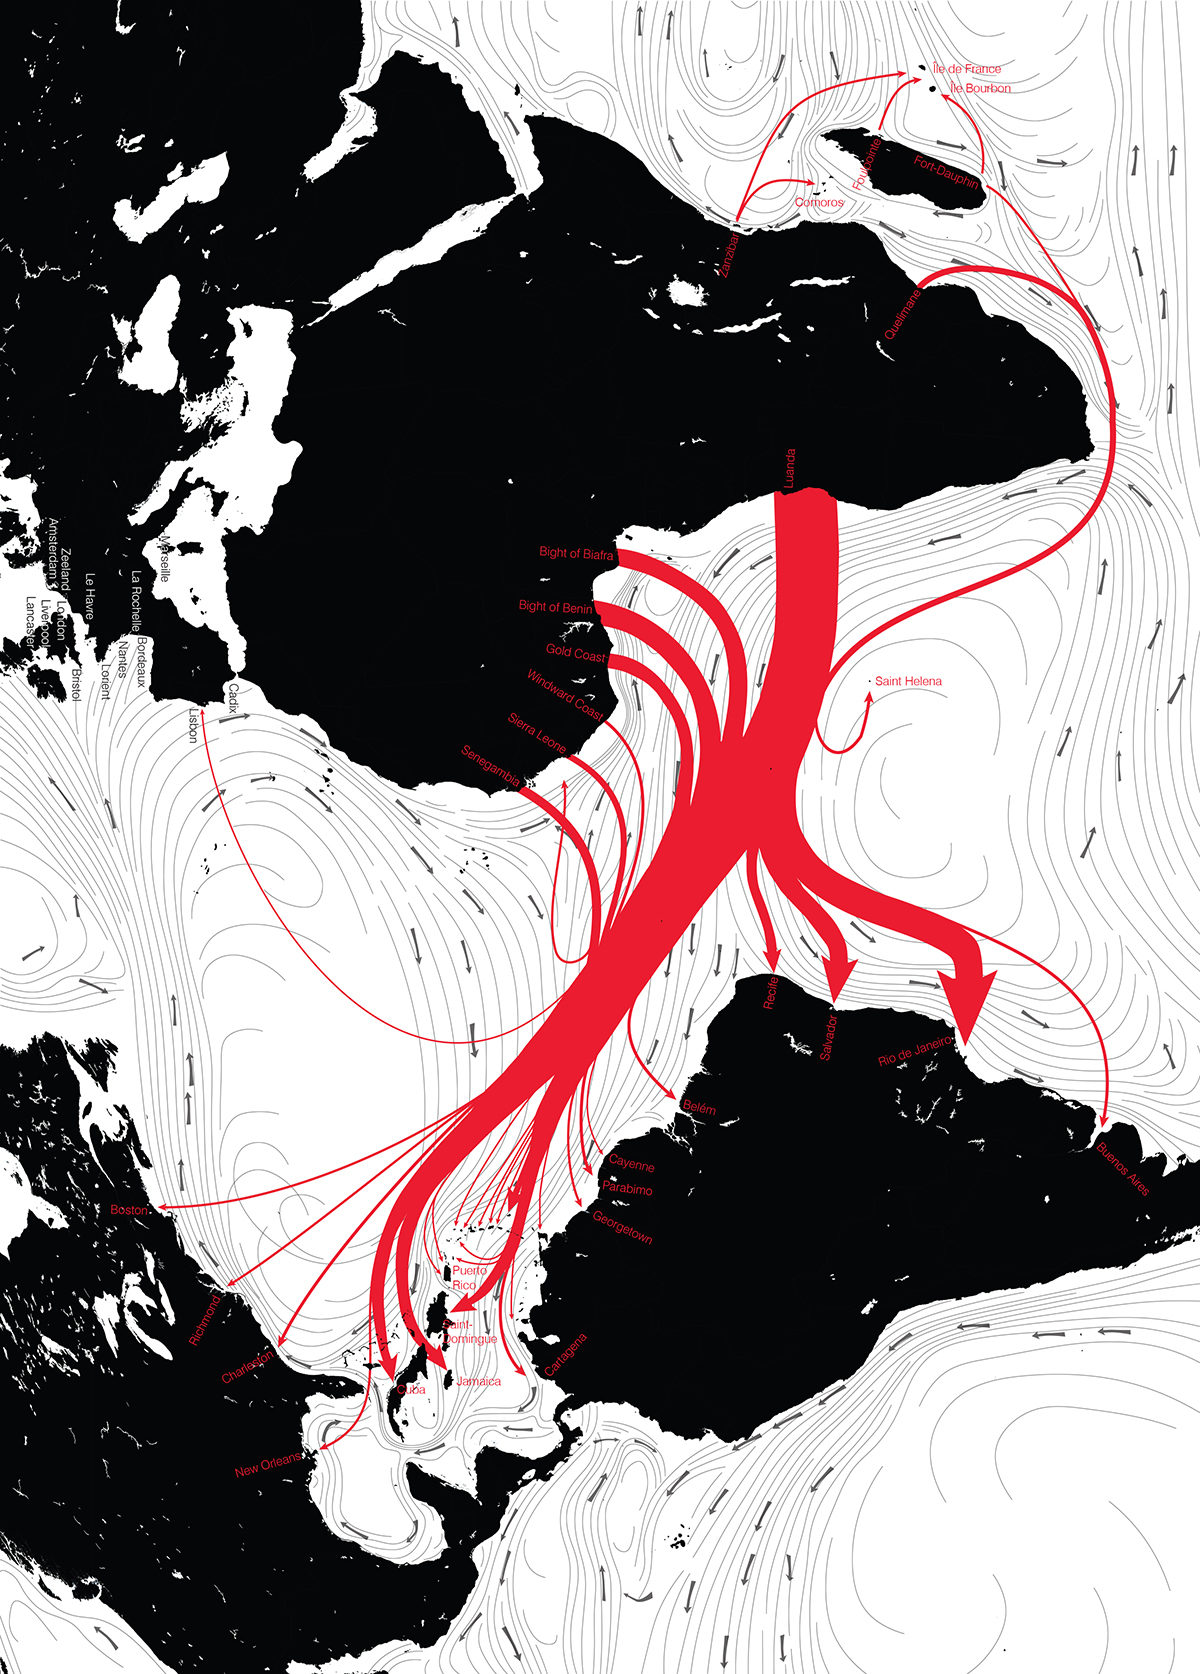 Île de France
Île Bourbon
Foulpointe
Fort-Dauphin
Comoros
Zanzibar
Quelimane
Luanda
Bight of Biafra
Bight of Benin
Gold Coast
Windward Coast
Sierra Leone
Senegambia
Saint Helena
Amsterdam
Zeeland
Le Havre
La Rochelle
Marseille
Lancaster
Liverpool
London
Bristol
Lorient
Nantes
Bordeaux
Lisbon
Cadix
Recife
Salvador
Rio de Janeiro
Belém
Buenos Aires
Cayenne
Parabimo
Georgetown
Boston
Richmond
Charleston
New Orleans
Puerto
Rico
Saint-
Domingue
Jamaica
Cuba
Cartagena